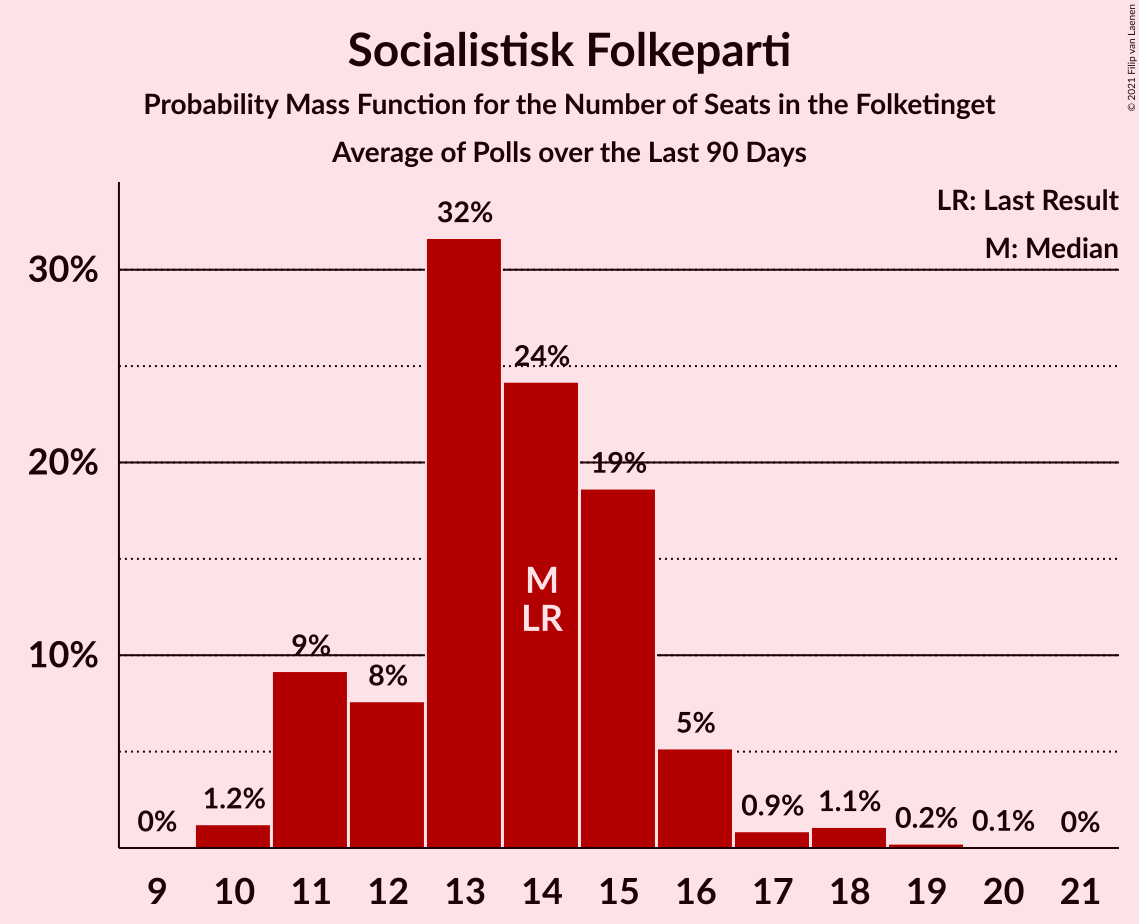 Socialistisk Folkeparti
Probability Mass Function for the Number of Seats in the Folketinget
Average of Polls over the Last 90 Days
© 2021 Filip van Laenen
LR: Last Result
M: Median
30%
20%
10%
0%
1.2%
9%
8%
32%
24%
19%
5%
0.9%
1.1%
0.2%
0.1%
0%
M
LR
9 10 11 12 13 14 15 16 17 18 19 20 21